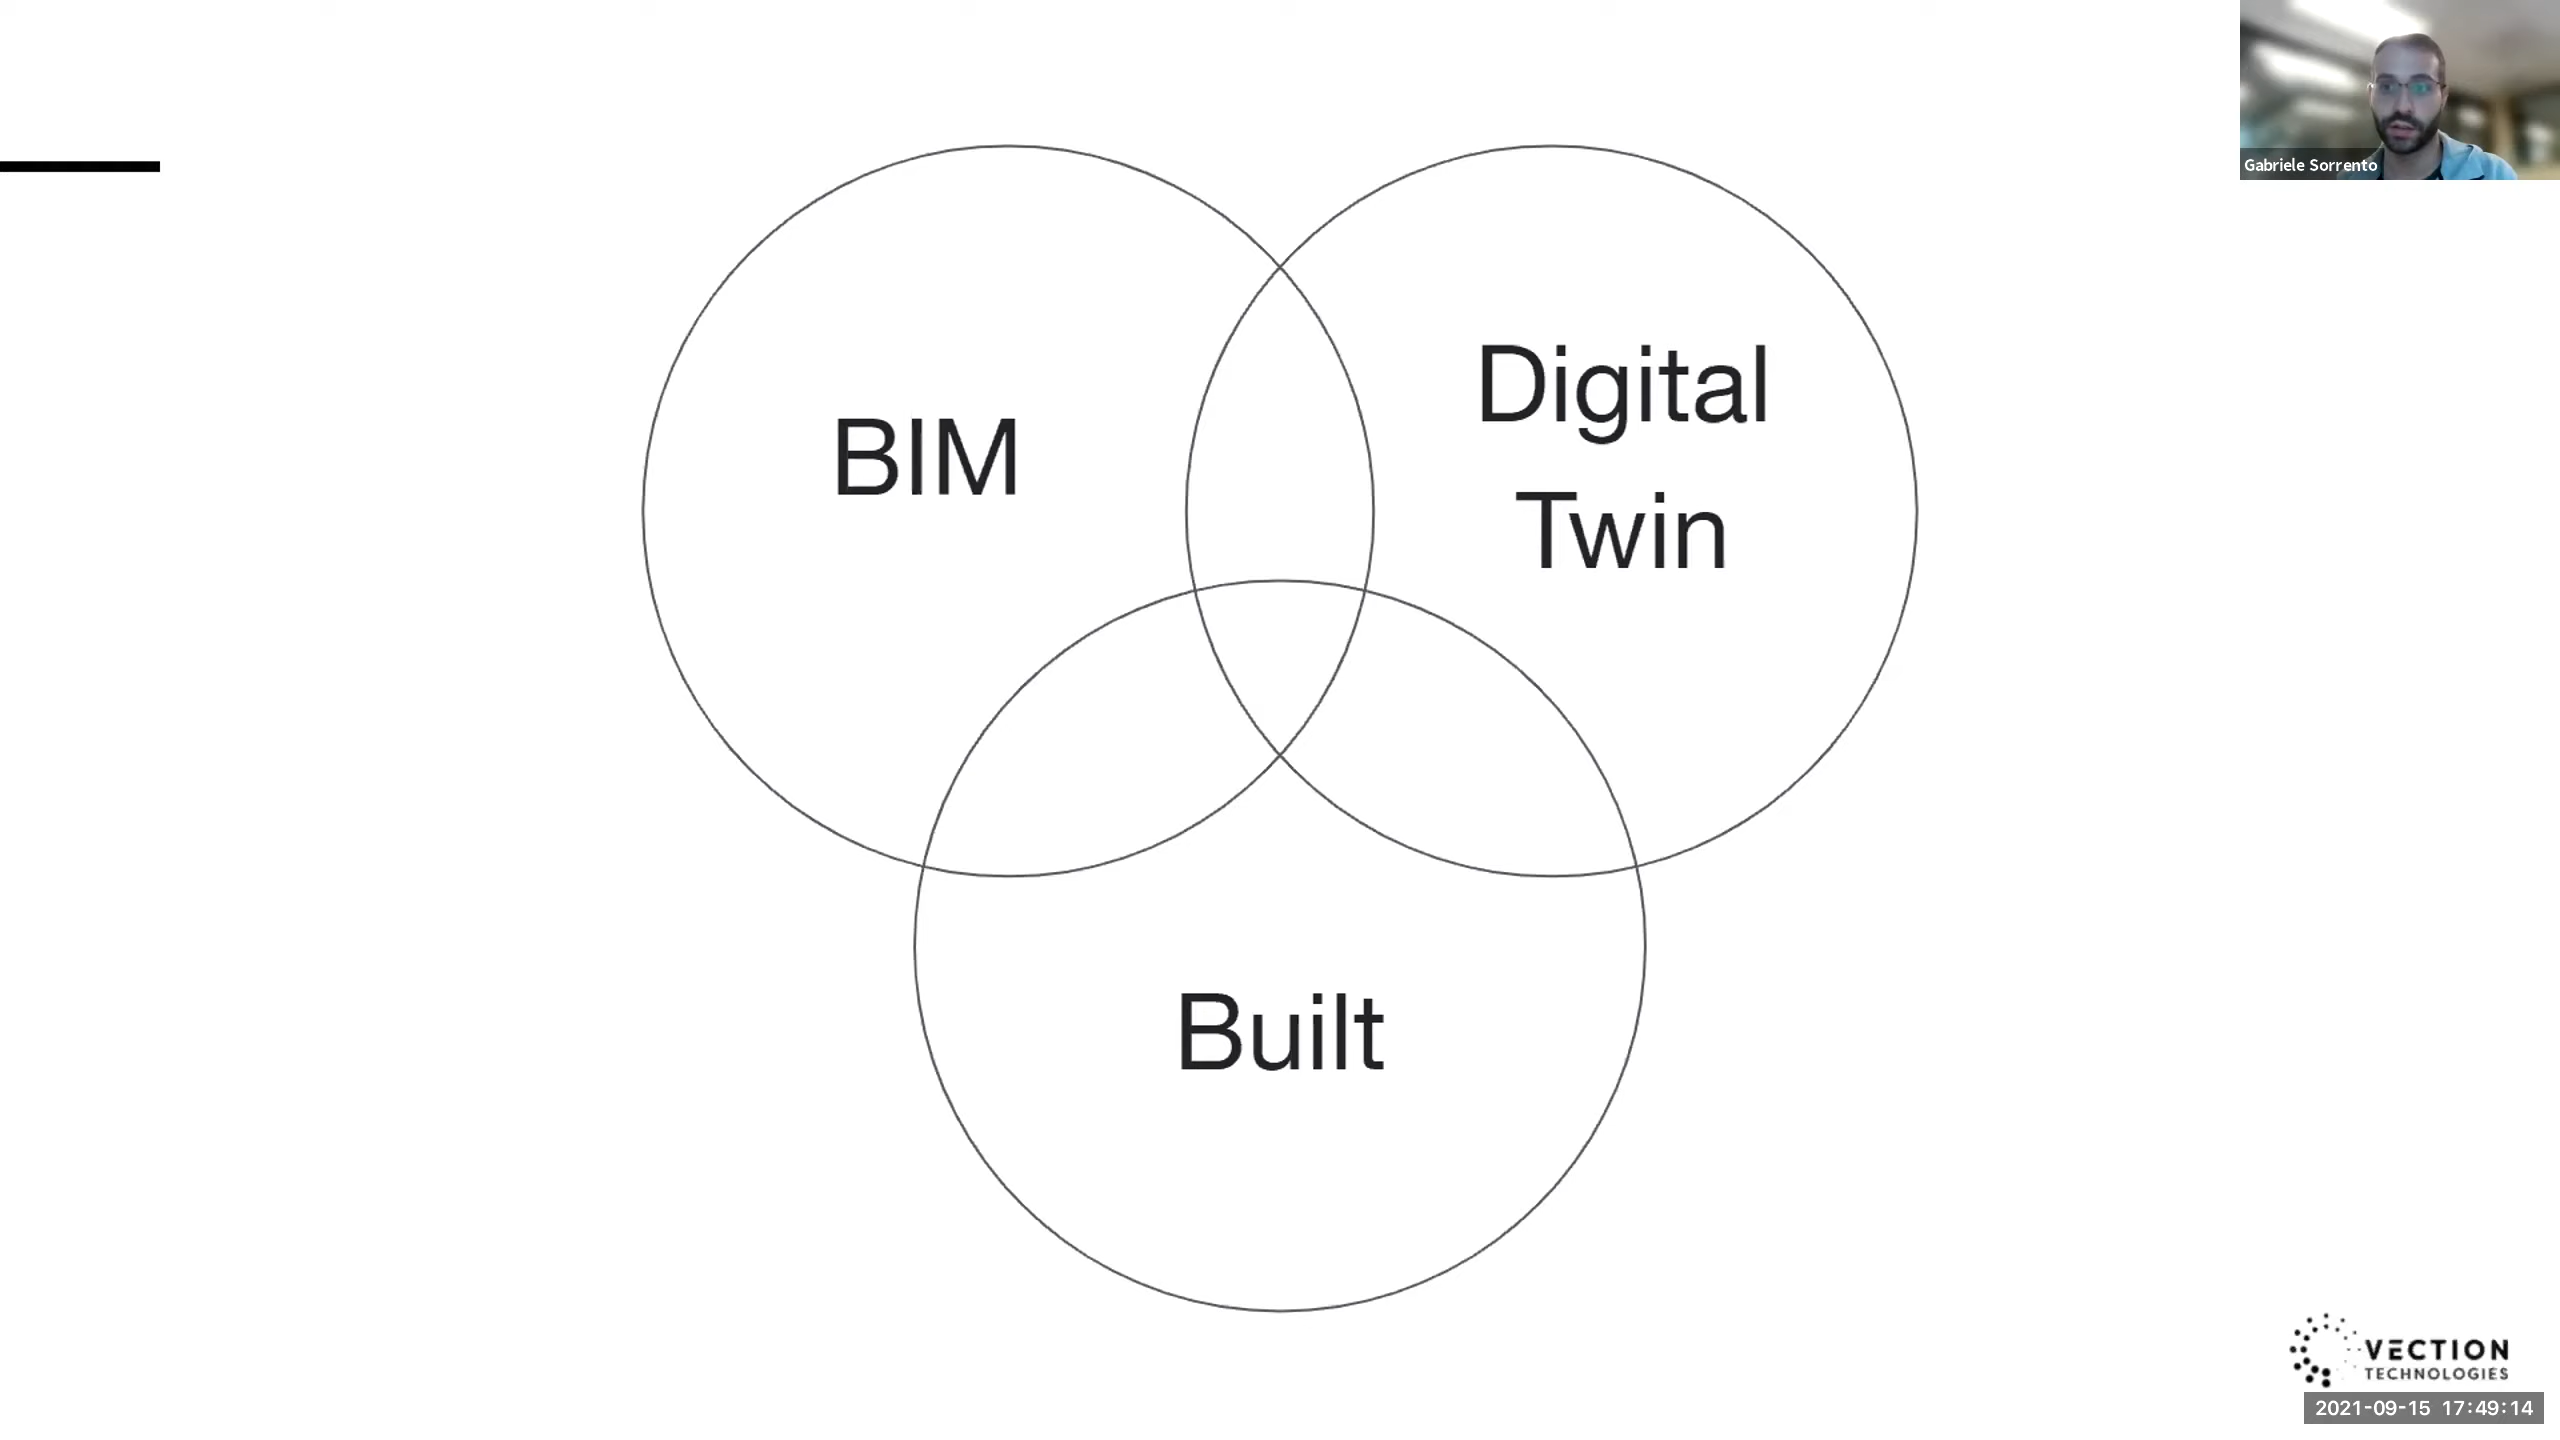 Gabriele Sorrento
BIM
Digital
Twin
Built
VECTION
TECHNOLOGIES
2021-09-15 17:49:14